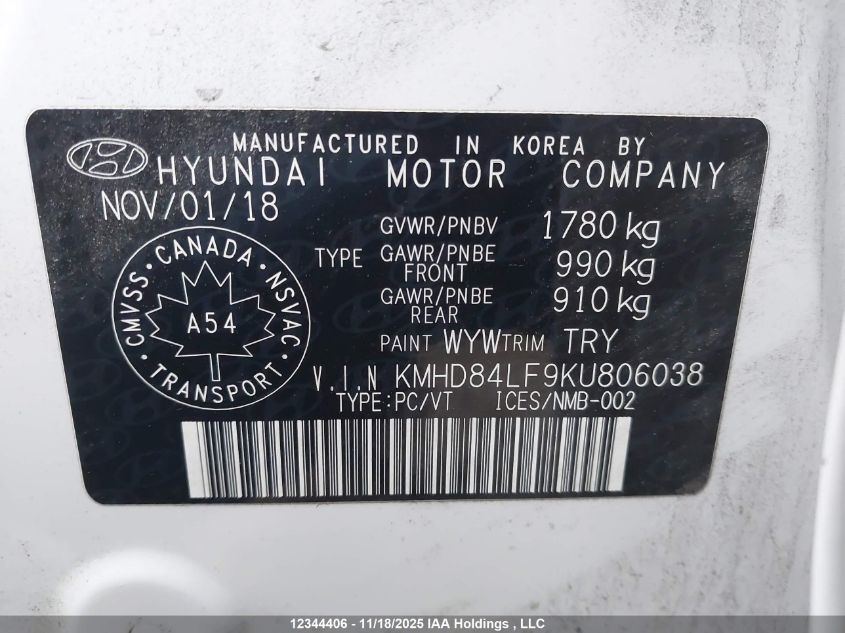 MANUFACTURED IN KOREA BY
HYUNDAI MOTOR COMPANY
NOV/01/18
GVWR/PNBV 1780 kg
TYPE GAWR/PNBE FRONT 990 kg
GAWR/PNBE REAR 910 kg
PAINT WYW TRIM TRY
CMVSS · CANADA · NSVAC
A54
· TRANSPORT ·
V.I.N KMHD84LF9KU806038
TYPE:PC/VT ICES/NMB-002
12344406 - 11/18/2025 IAA Holdings , LLC